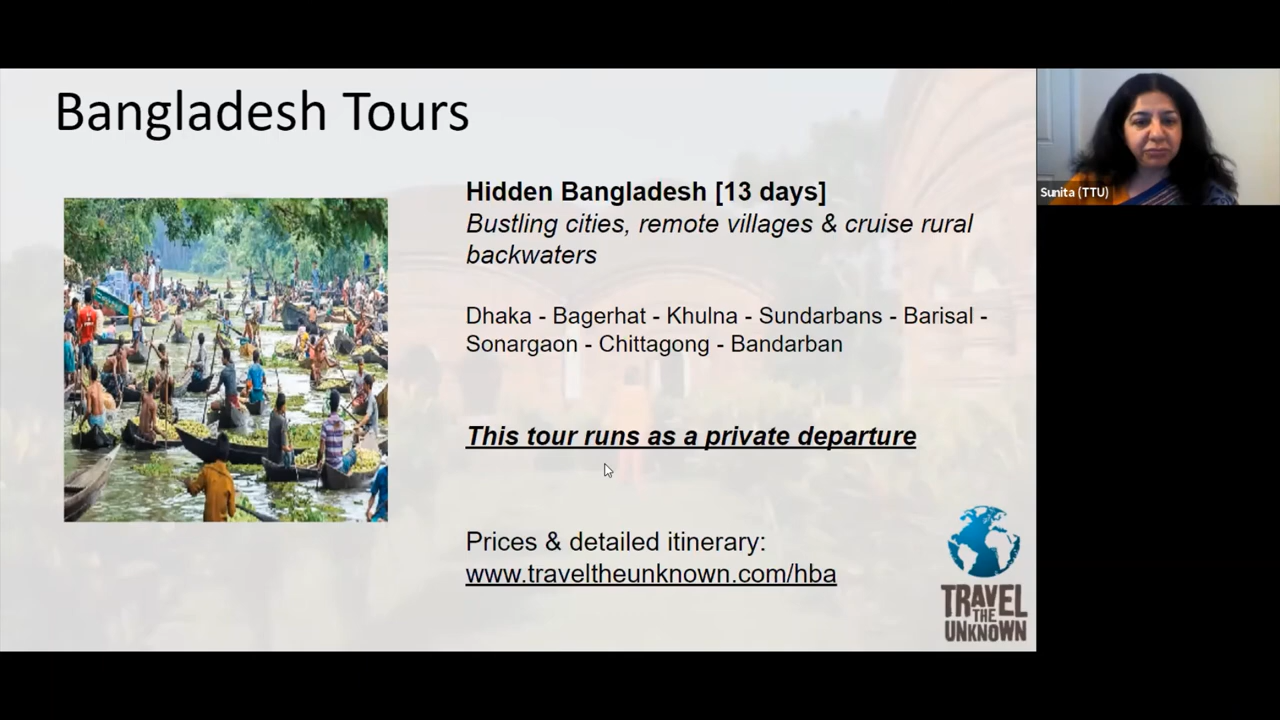 Bangladesh Tours
Hidden Bangladesh [13 days]
Bustling cities, remote villages & cruise rural
backwaters
Dhaka - Bagerhat - Khulna - Sundarbans - Barisal -
Sonargaon - Chittagong - Bandarban
This tour runs as a private departure
Prices & detailed itinerary:
www.traveltheunknown.com/hba
TRAVEL
THE
UNKNOWN
Sunita (TTU)